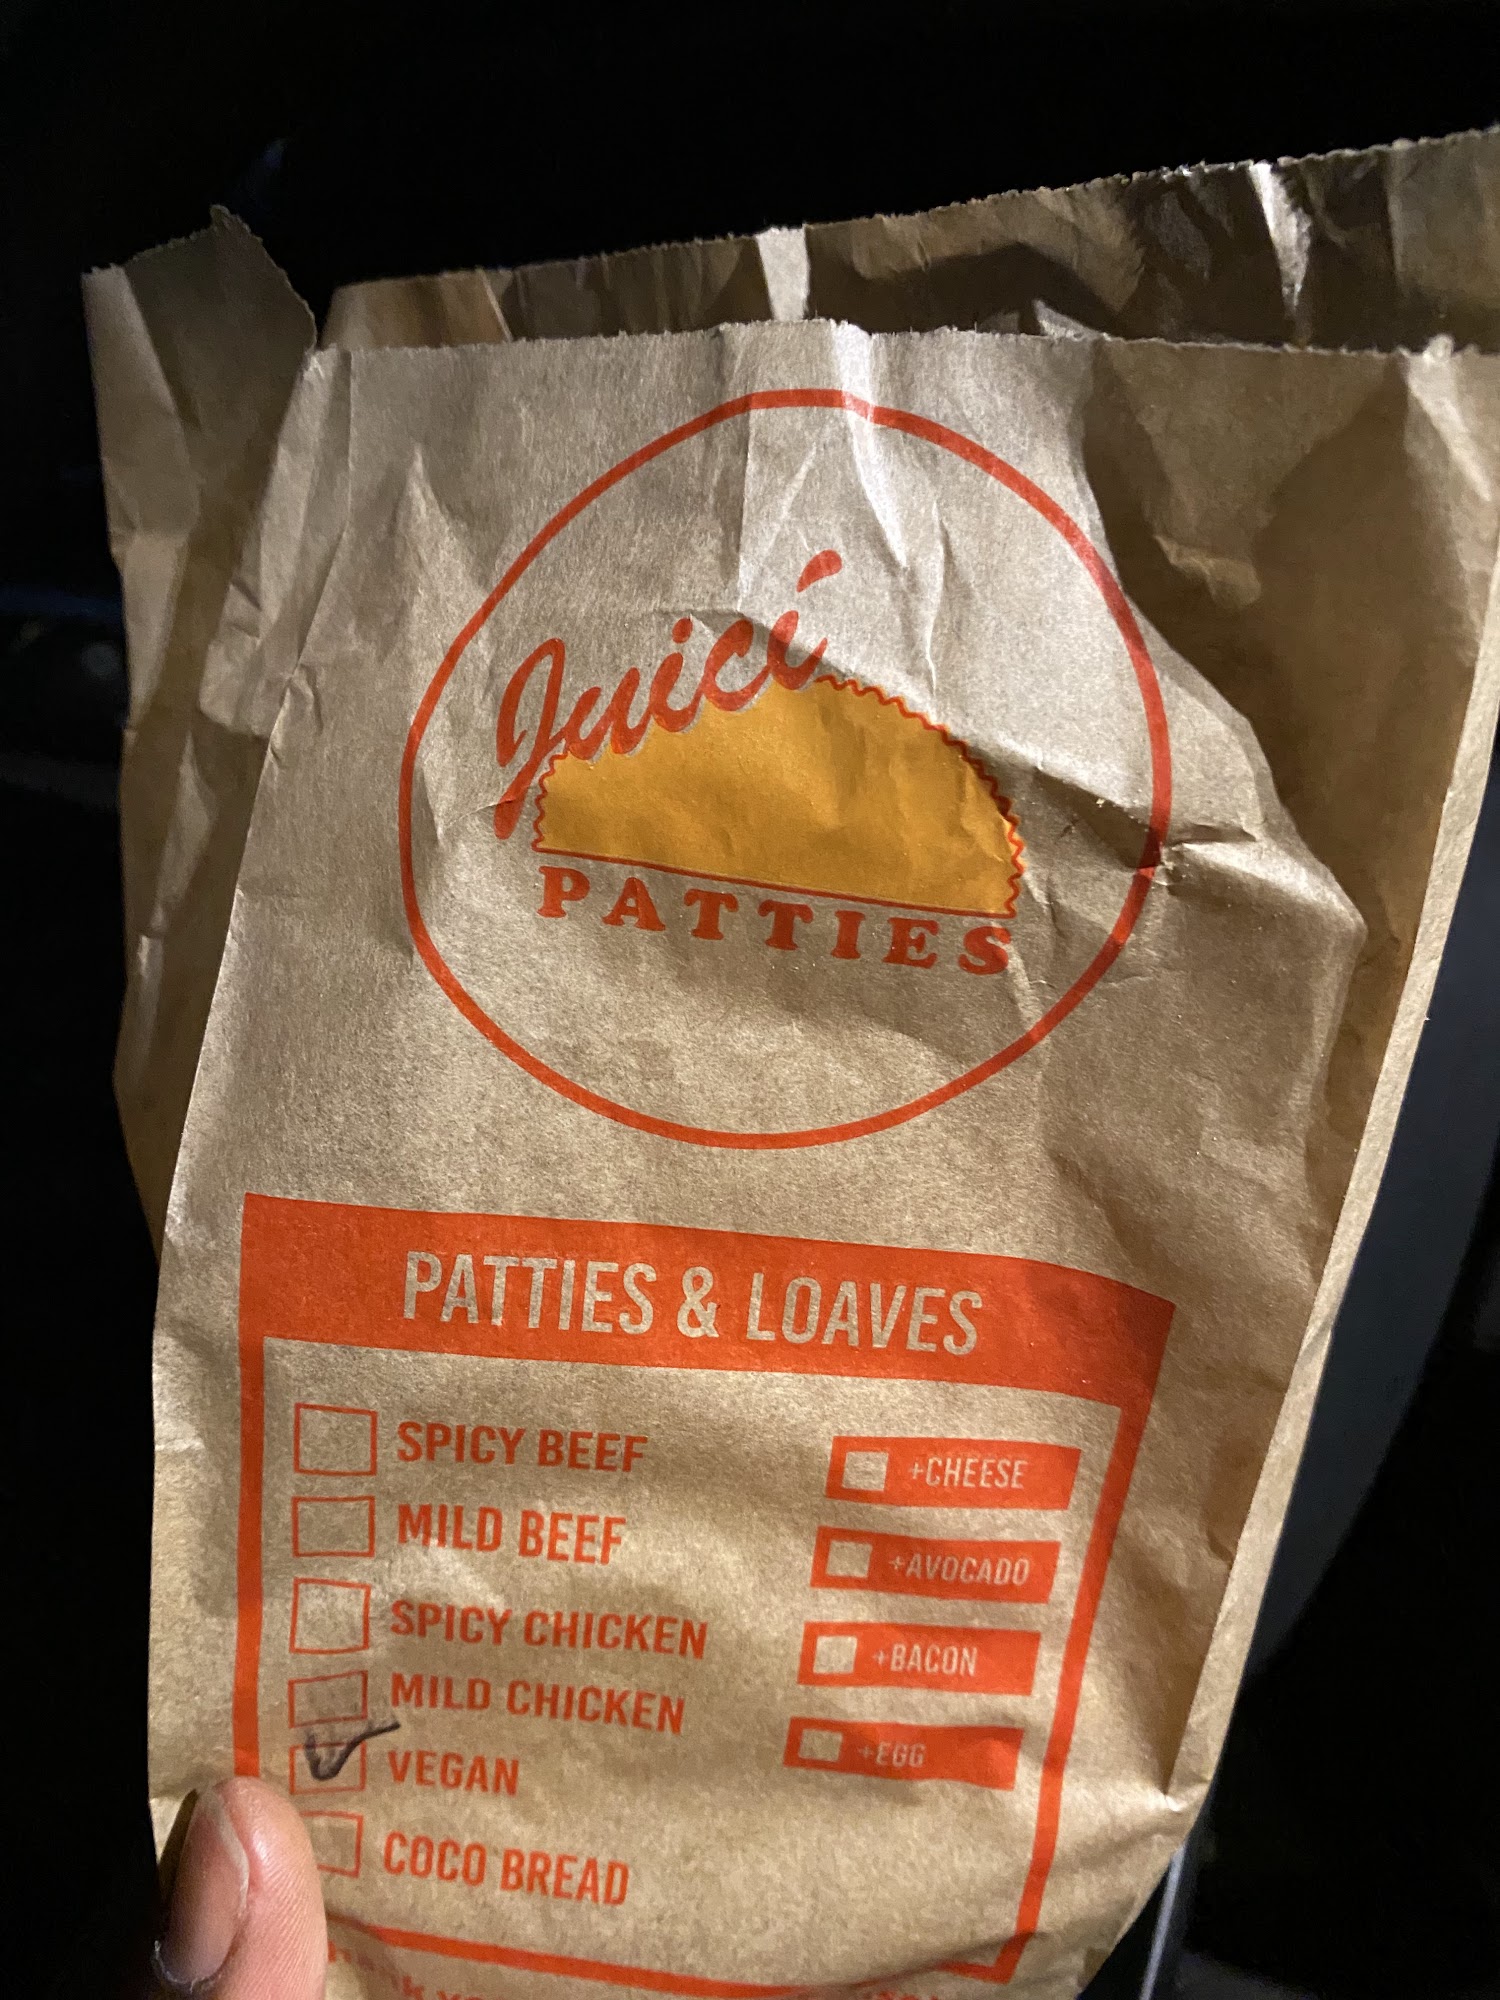 Juicí
PATTIES
PATTIES & LOAVES
SPICY BEEF
MILD BEEF
SPICY CHICKEN
MILD CHICKEN
VEGAN
COCO BREAD
+CHEESE
+AVOCADO
+BACON
+EGG